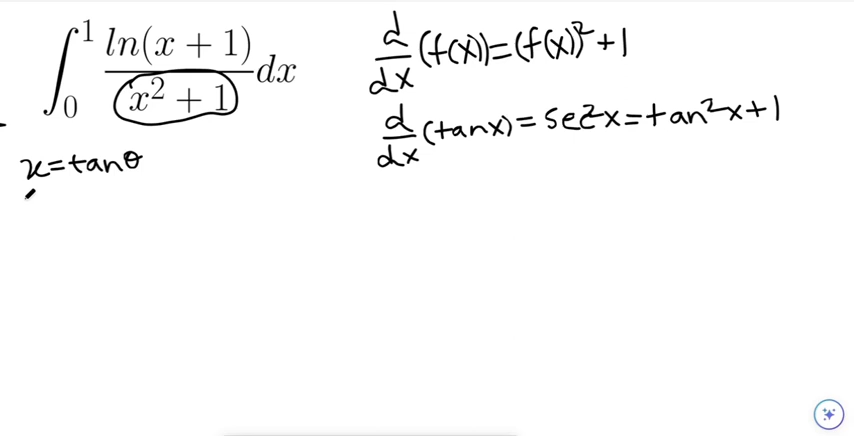 ∫₀¹ ln(x + 1)/(x² + 1) dx
d/dx (f(x)) = (f(x))² + 1
d/dx (tanx) = sec²x = tan²x + 1
x = tanθ